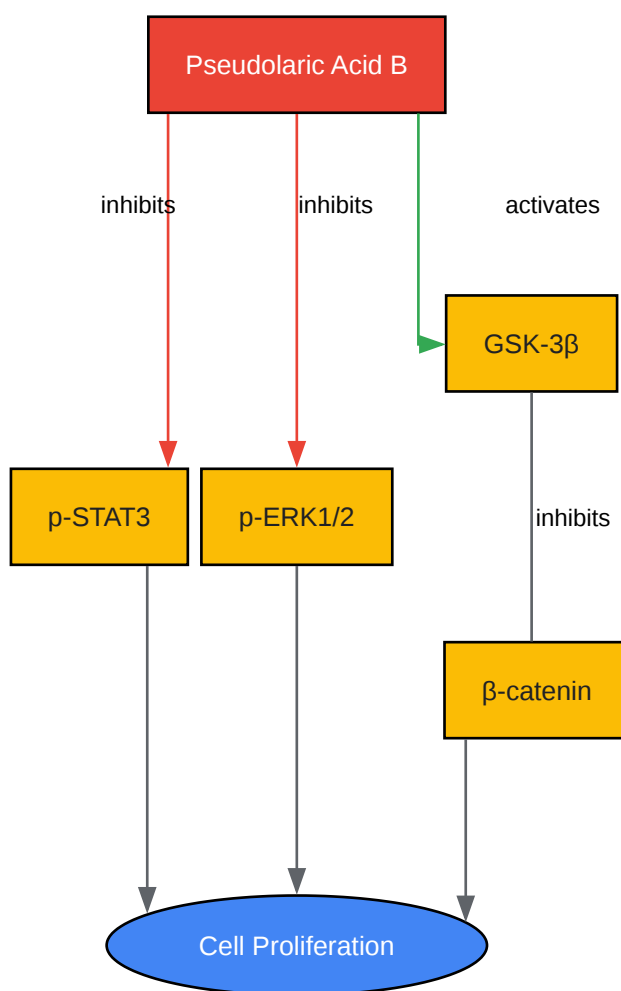 Pseudolaric Acid B
inhibits
inhibits
activates
GSK-3β
p-STAT3
p-ERK1/2
inhibits
β-catenin
Cell Proliferation